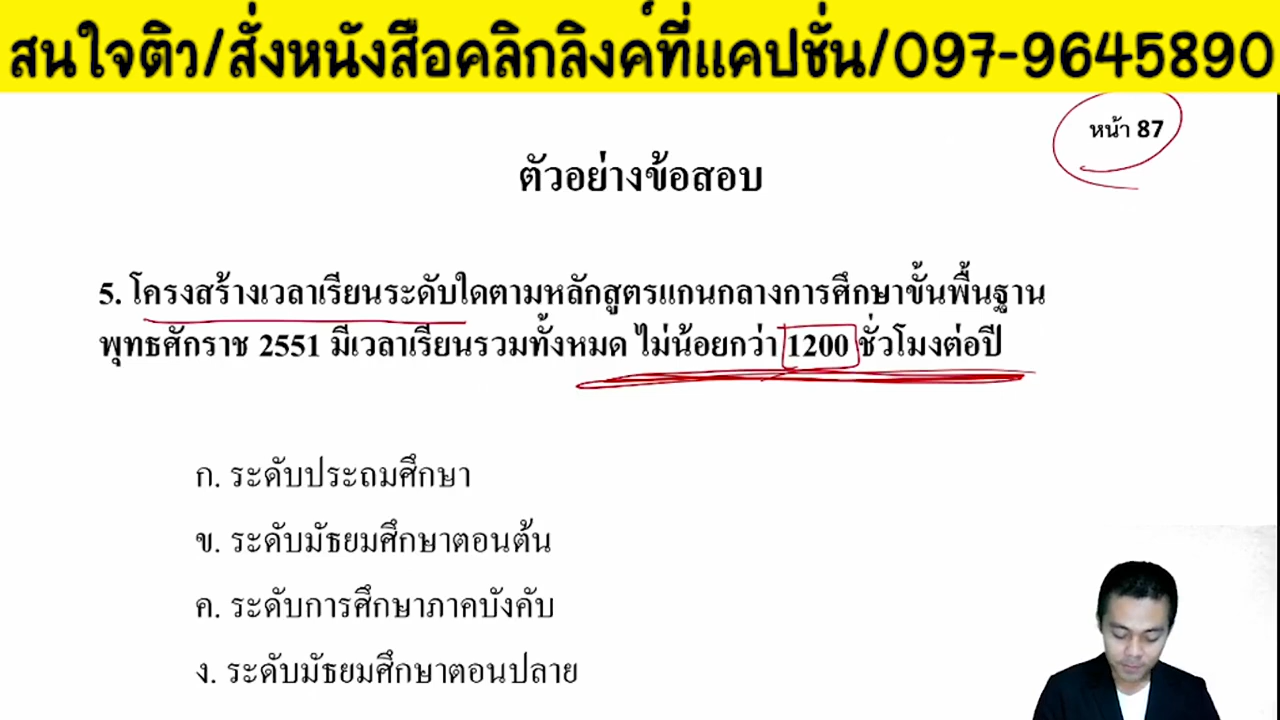 สนใจติว/สั่งหนังสือคลิกลิงค์ที่แคปชั่น/097-9645890
หน้า 87
ตัวอย่างข้อสอบ
5. โครงสร้างเวลาเรียนระดับใดตามหลักสูตรแกนกลางการศึกษาขั้นพื้นฐาน
พุทธศักราช 2551 มีเวลาเรียนรวมทั้งหมด ไม่น้อยกว่า 1200 ชั่วโมงต่อปี
ก. ระดับประถมศึกษา
ข. ระดับมัธยมศึกษาตอนต้น
ค. ระดับการศึกษาภาคบังคับ
ง. ระดับมัธยมศึกษาตอนปลาย